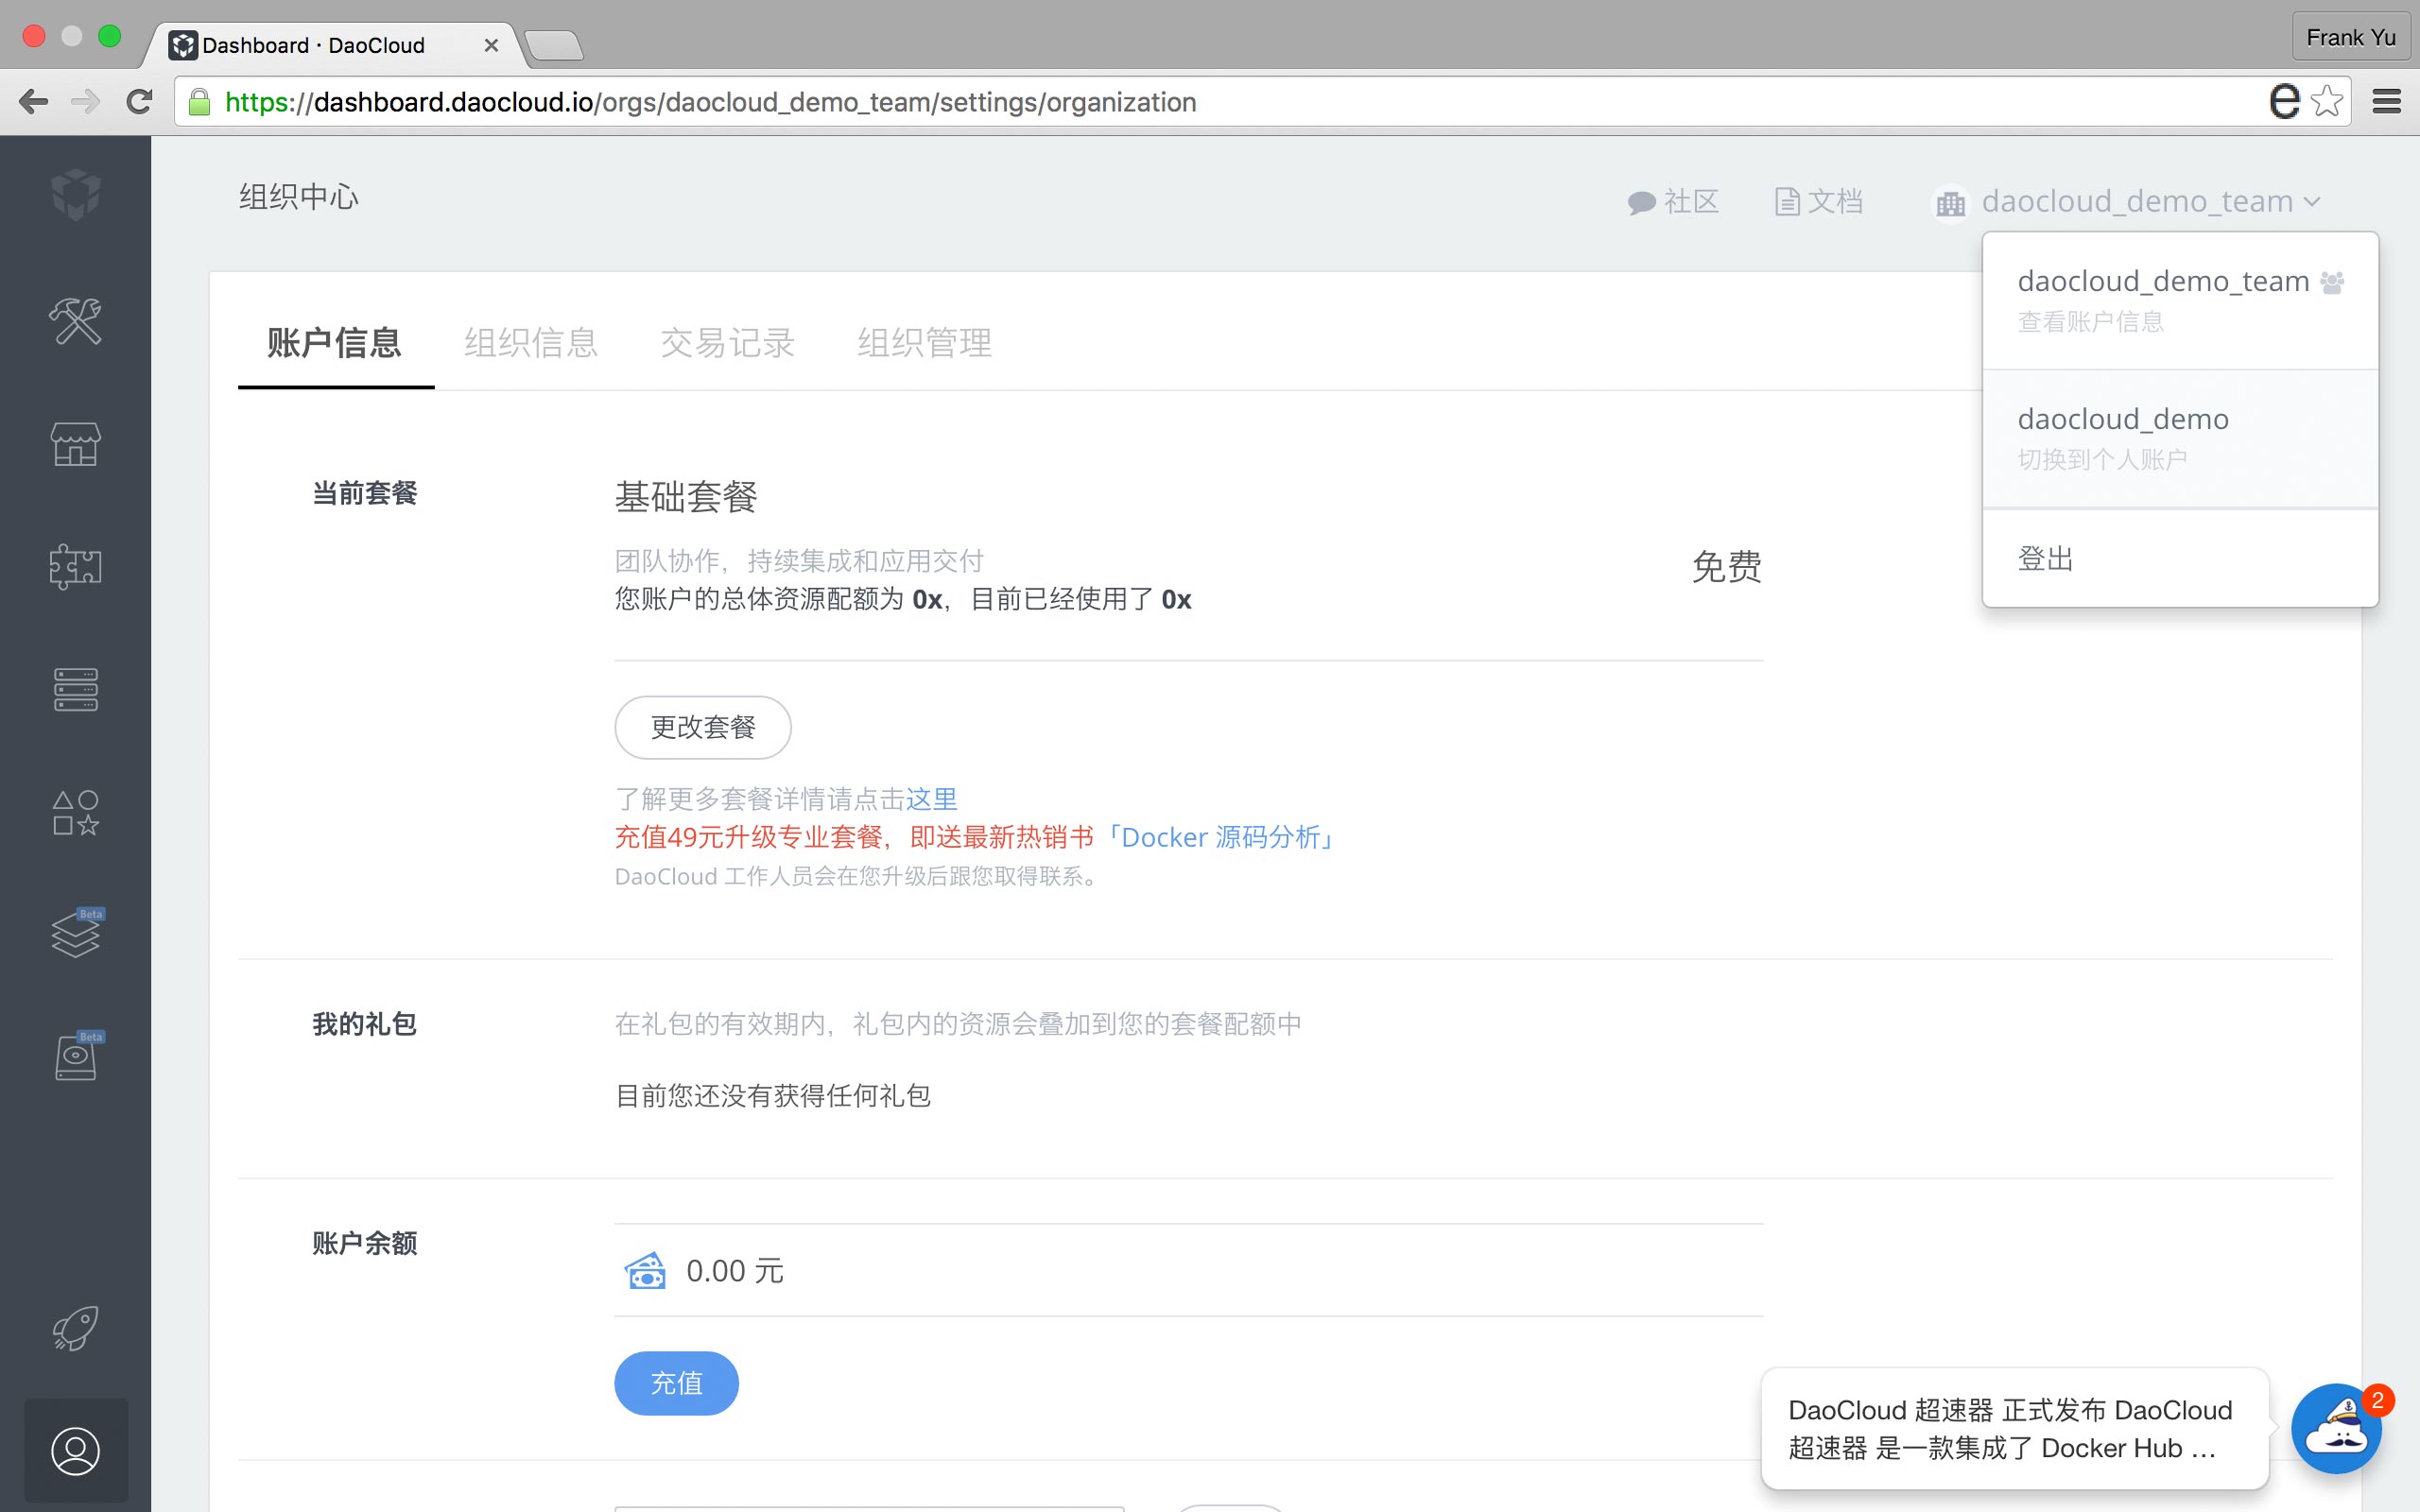 Dashboard · DaoCloud
Frank Yu
https://dashboard.daocloud.io/orgs/daocloud_demo_team/settings/organization
组织中心
社区
文档
daocloud_demo_team
daocloud_demo_team
查看账户信息
daocloud_demo
切换到个人账户
登出
账户信息
组织信息
交易记录
组织管理
当前套餐
基础套餐
团队协作，持续集成和应用交付
您账户的总体资源配额为 0x，目前已经使用了 0x
免费
更改套餐
了解更多套餐详情请点击这里
充值49元升级专业套餐，即送最新热销书「Docker 源码分析」
DaoCloud 工作人员会在您升级后跟您取得联系。
Beta
Beta
我的礼包
在礼包的有效期内，礼包内的资源会叠加到您的套餐配额中
目前您还没有获得任何礼包
账户余额
0.00 元
充值
DaoCloud 超速器 正式发布 DaoCloud
超速器 是一款集成了 Docker Hub …
2